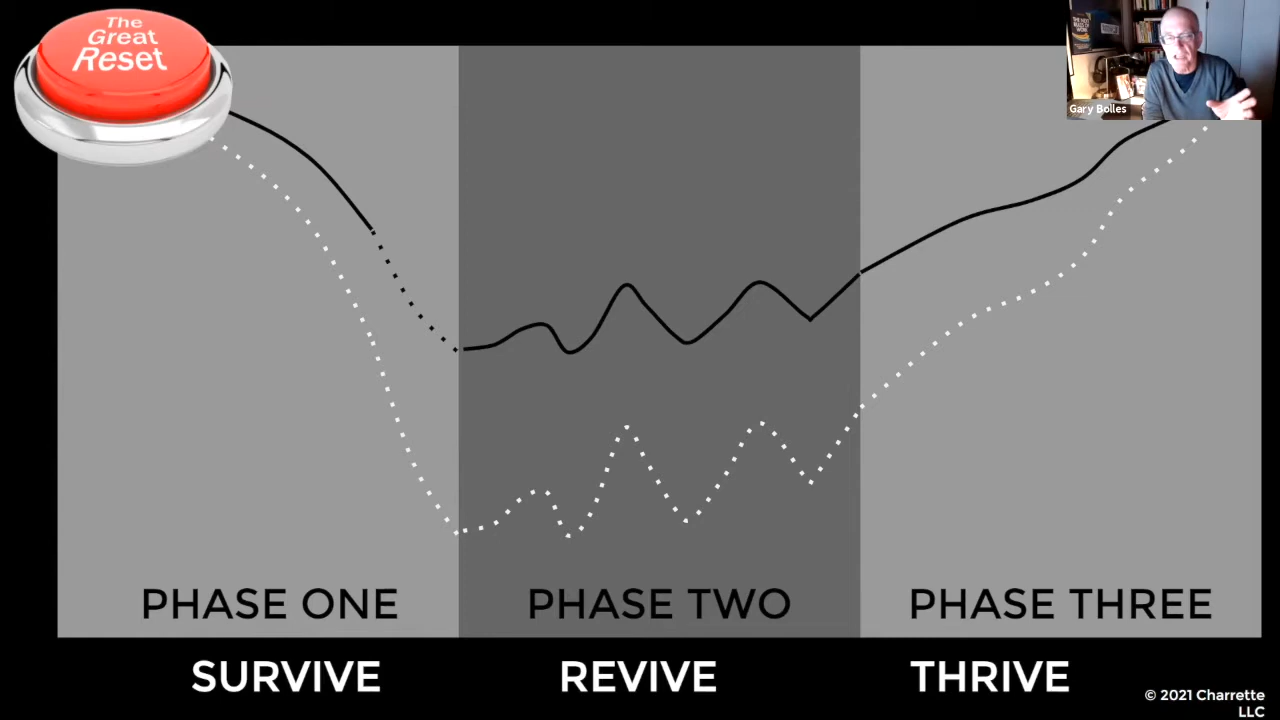 The
Great
Reset
Gary Bolles
PHASE ONE
PHASE TWO
PHASE THREE
SURVIVE
REVIVE
THRIVE
© 2021 Charrette
LLC